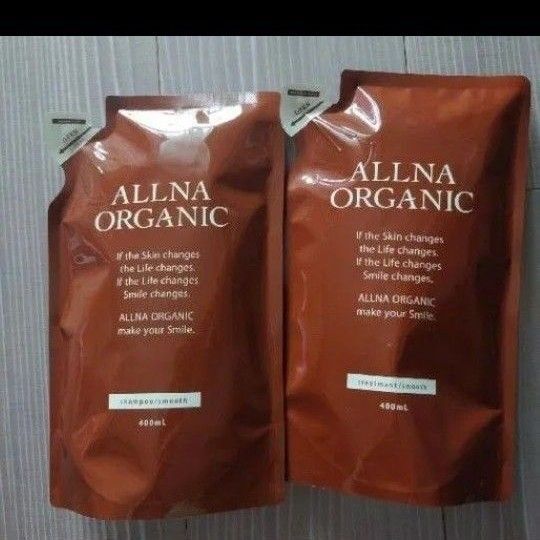 OPEN
ALLNA
ORGANIC
If the Skin changes
the Life changes.
If the Life changes
Smile changes.
ALLNA ORGANIC
make your Smile.
shampoo/smooth
400mL
OPEN
ALLNA
ORGANIC
If the Skin changes
the Life changes.
If the Life changes
Smile changes.
ALLNA ORGANIC
make your Smile.
treatment/smooth
400mL